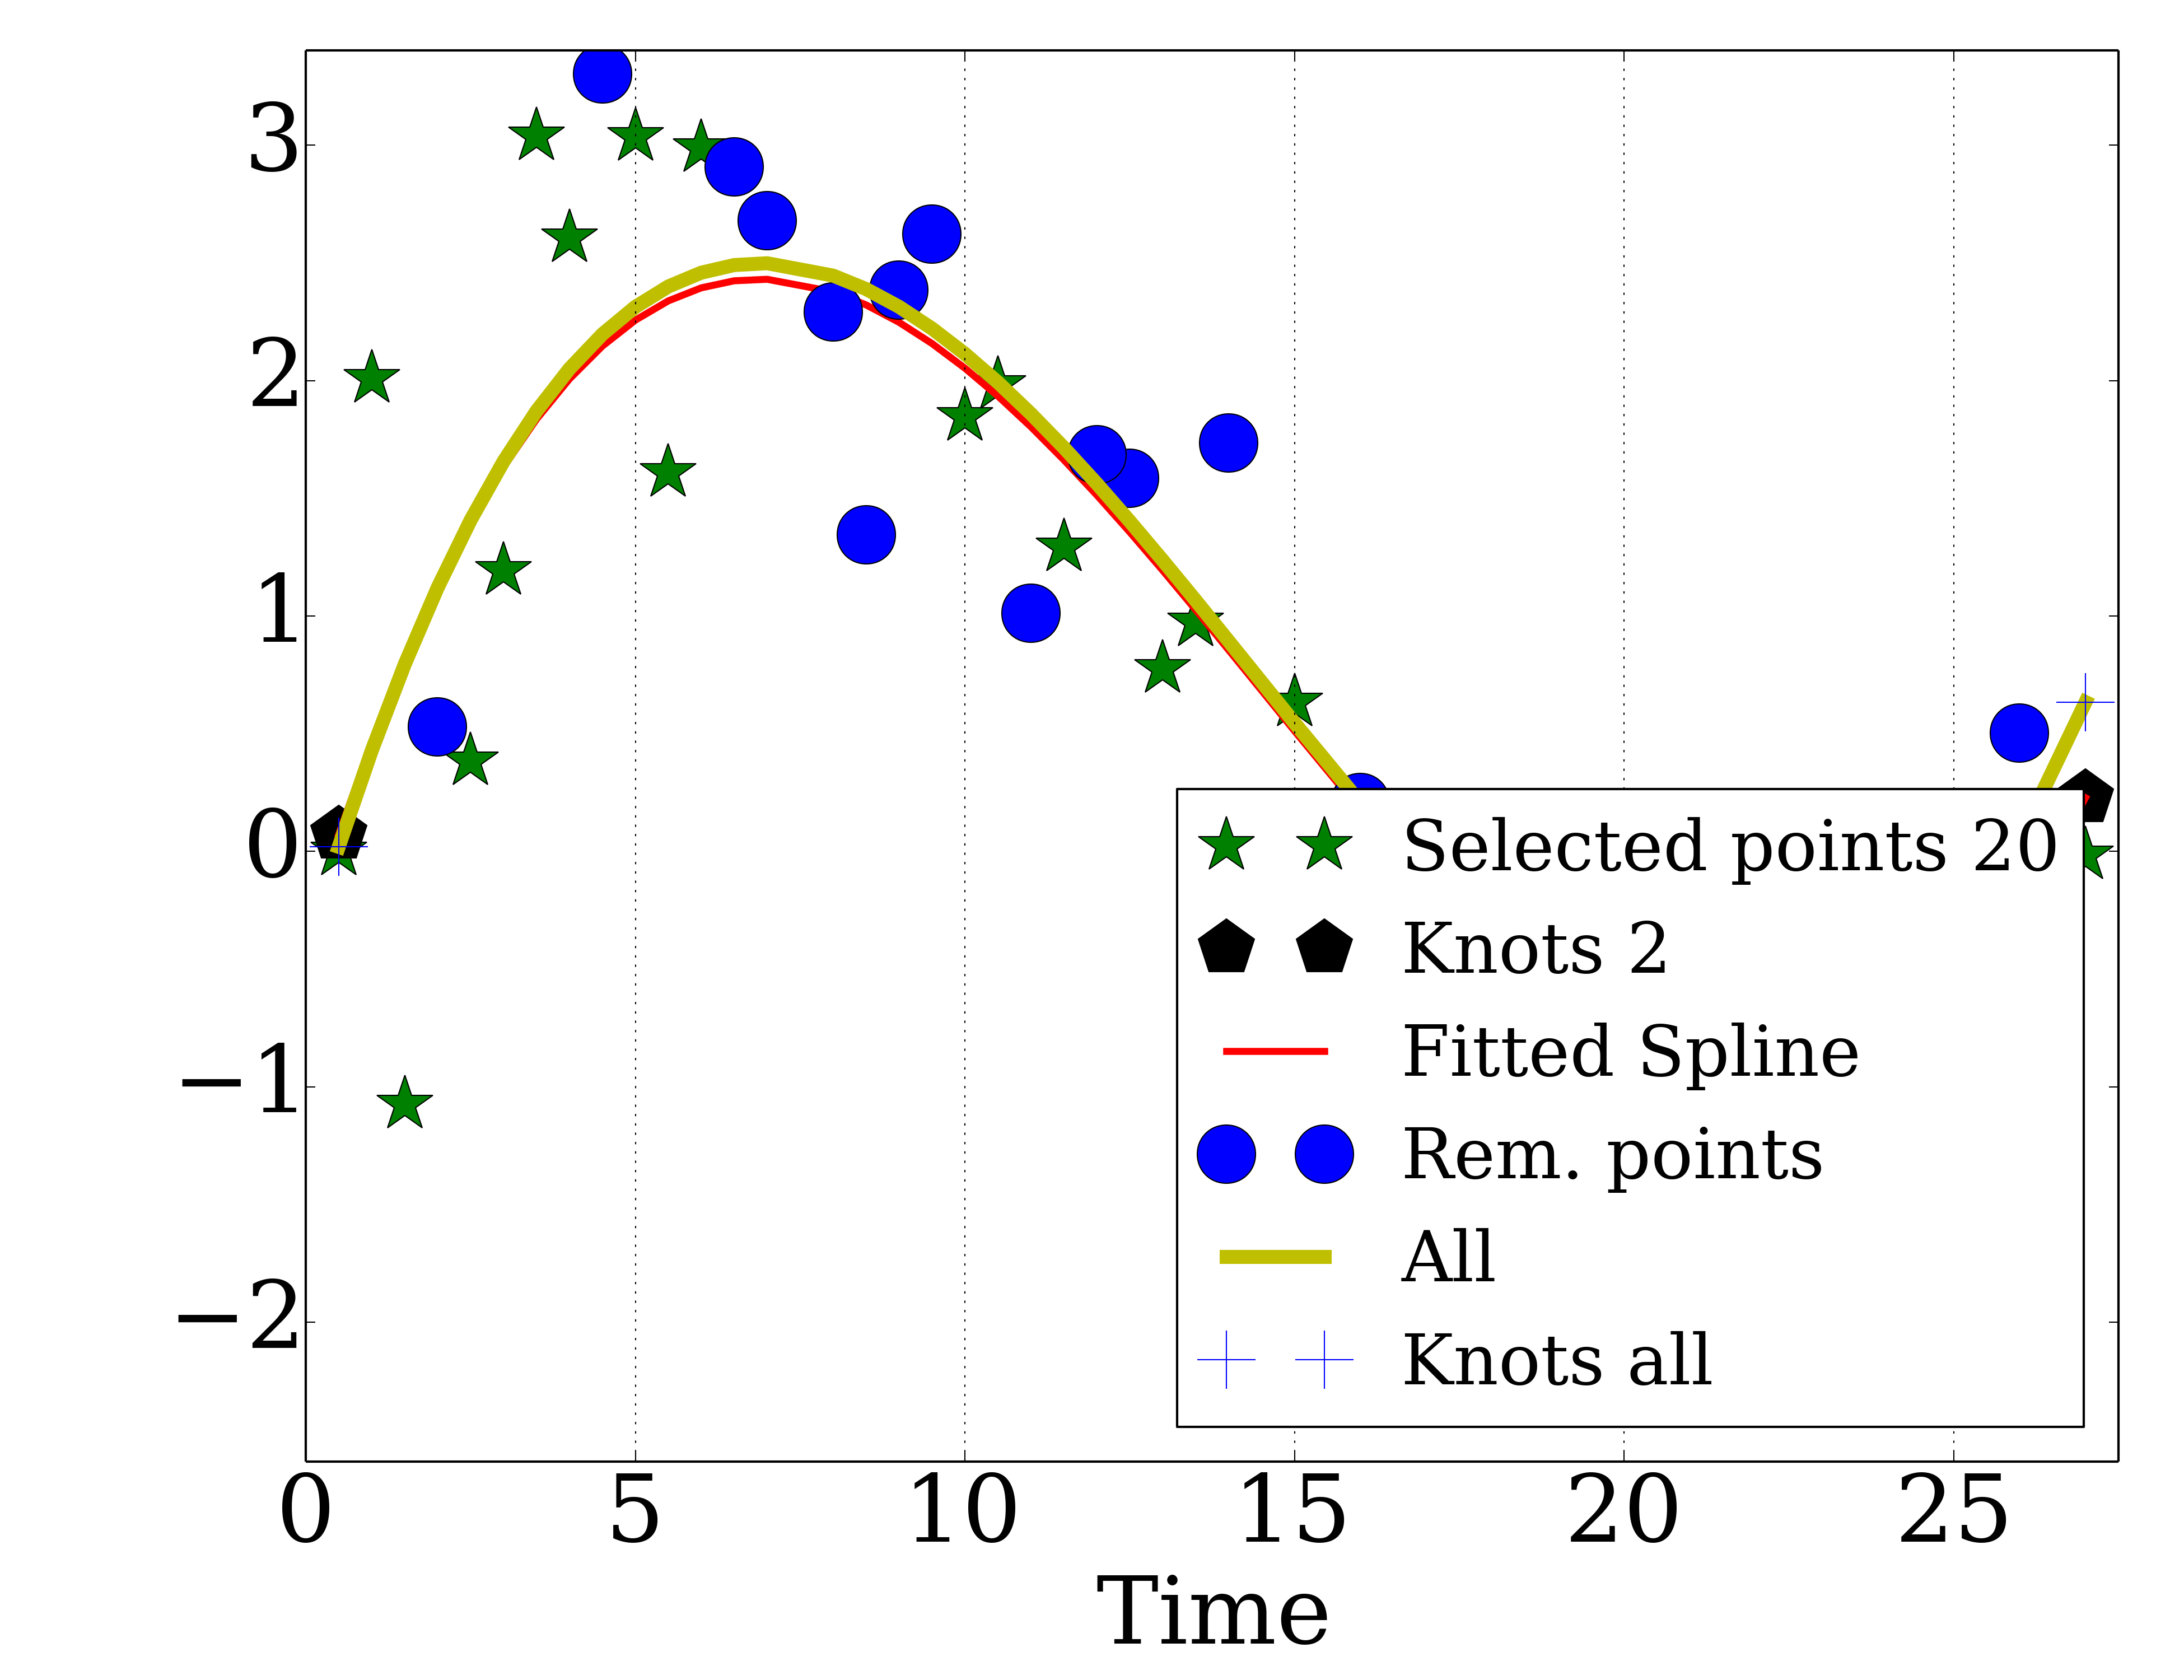 3
2
1
0
−1
−2
Selected points 20
Knots 2
Fitted Spline
Rem. points
All
Knots all
0 5 10 15 20 25
Time